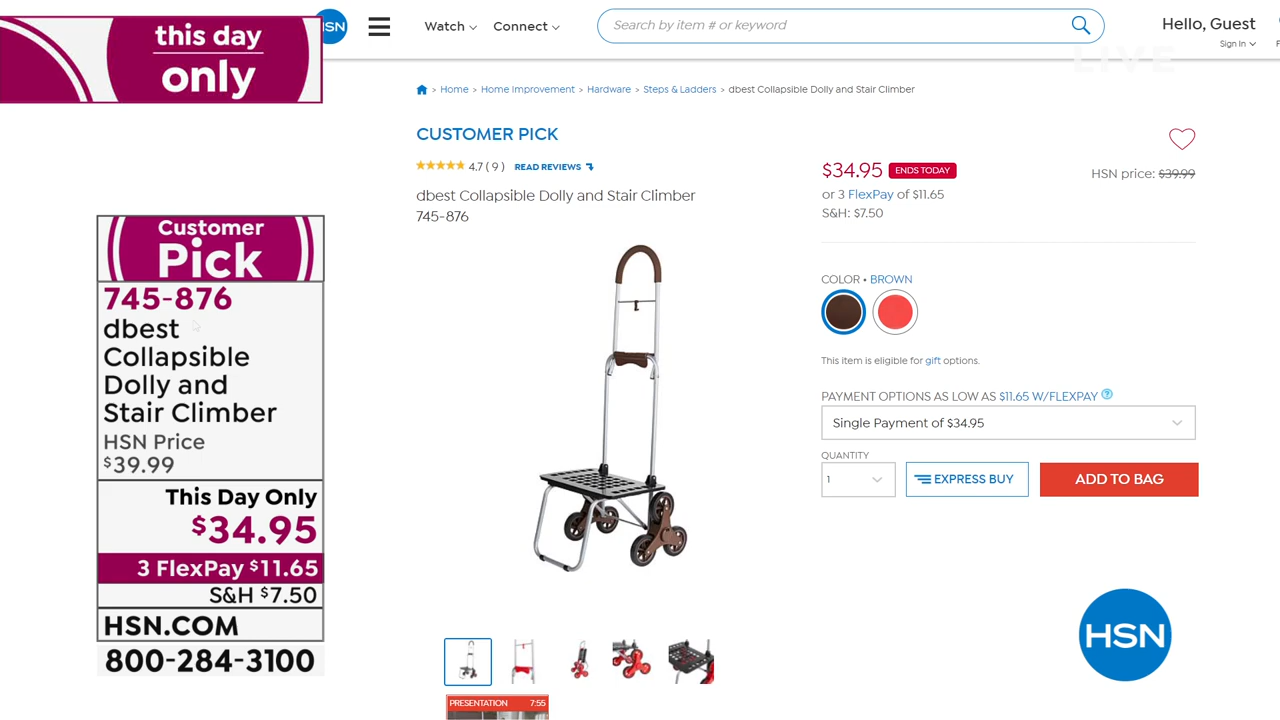 this day
only
HSN
Watch
Connect
Search by item # or keyword
Hello, Guest
Sign In
LIVE
> Home > Home Improvement > Hardware > Steps & Ladders > dbest Collapsible Dolly and Stair Climber
CUSTOMER PICK
4.7 ( 9 ) READ REVIEWS
dbest Collapsible Dolly and Stair Climber
745-876
$34.95 ENDS TODAY
HSN price: $39.99
or 3 FlexPay of $11.65
S&H: $7.50
COLOR • BROWN
This item is eligible for gift options.
PAYMENT OPTIONS AS LOW AS $11.65 W/FLEXPAY ?
Single Payment of $34.95
QUANTITY
1
EXPRESS BUY
ADD TO BAG
Customer
Pick
745-876
dbest
Collapsible
Dolly and
Stair Climber
HSN Price
$39.99
This Day Only
$34.95
3 FlexPay $11.65
S&H $7.50
HSN.COM
800-284-3100
HSN
PRESENTATION 7:55